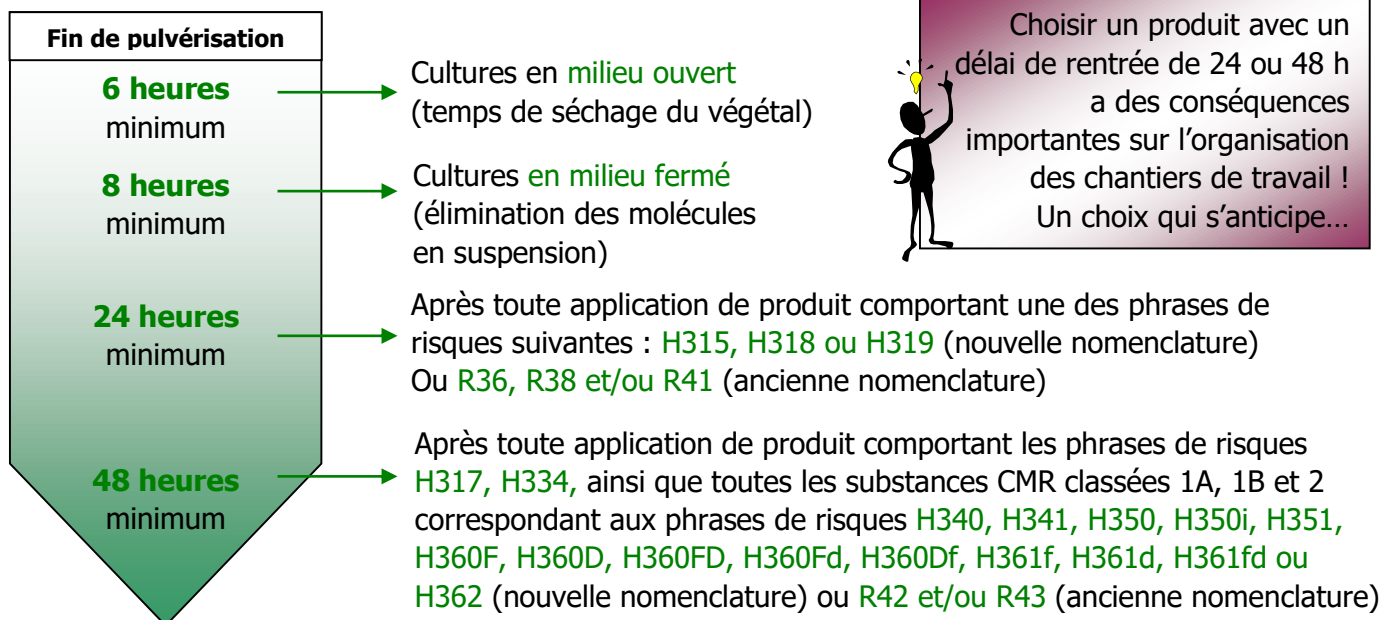 Fin de pulvérisation
6 heures
minimum
Cultures en milieu ouvert
(temps de séchage du végétal)
8 heures
minimum
Cultures en milieu fermé
(élimination des molécules
en suspension)
Choisir un produit avec un
délai de rentrée de 24 ou 48 h
a des conséquences
importantes sur l’organisation
des chantiers de travail !
Un choix qui s’anticipe…
24 heures
minimum
Après toute application de produit comportant une des phrases de
risques suivantes : H315, H318 ou H319 (nouvelle nomenclature)
Ou R36, R38 et/ou R41 (ancienne nomenclature)
48 heures
minimum
Après toute application de produit comportant les phrases de risques
H317, H334, ainsi que toutes les substances CMR classées 1A, 1B et 2
correspondant aux phrases de risques H340, H341, H350, H350i, H351,
H360F, H360D, H360FD, H360Fd, H360Df, H361f, H361d, H361fd ou
H362 (nouvelle nomenclature) ou R42 et/ou R43 (ancienne nomenclature)